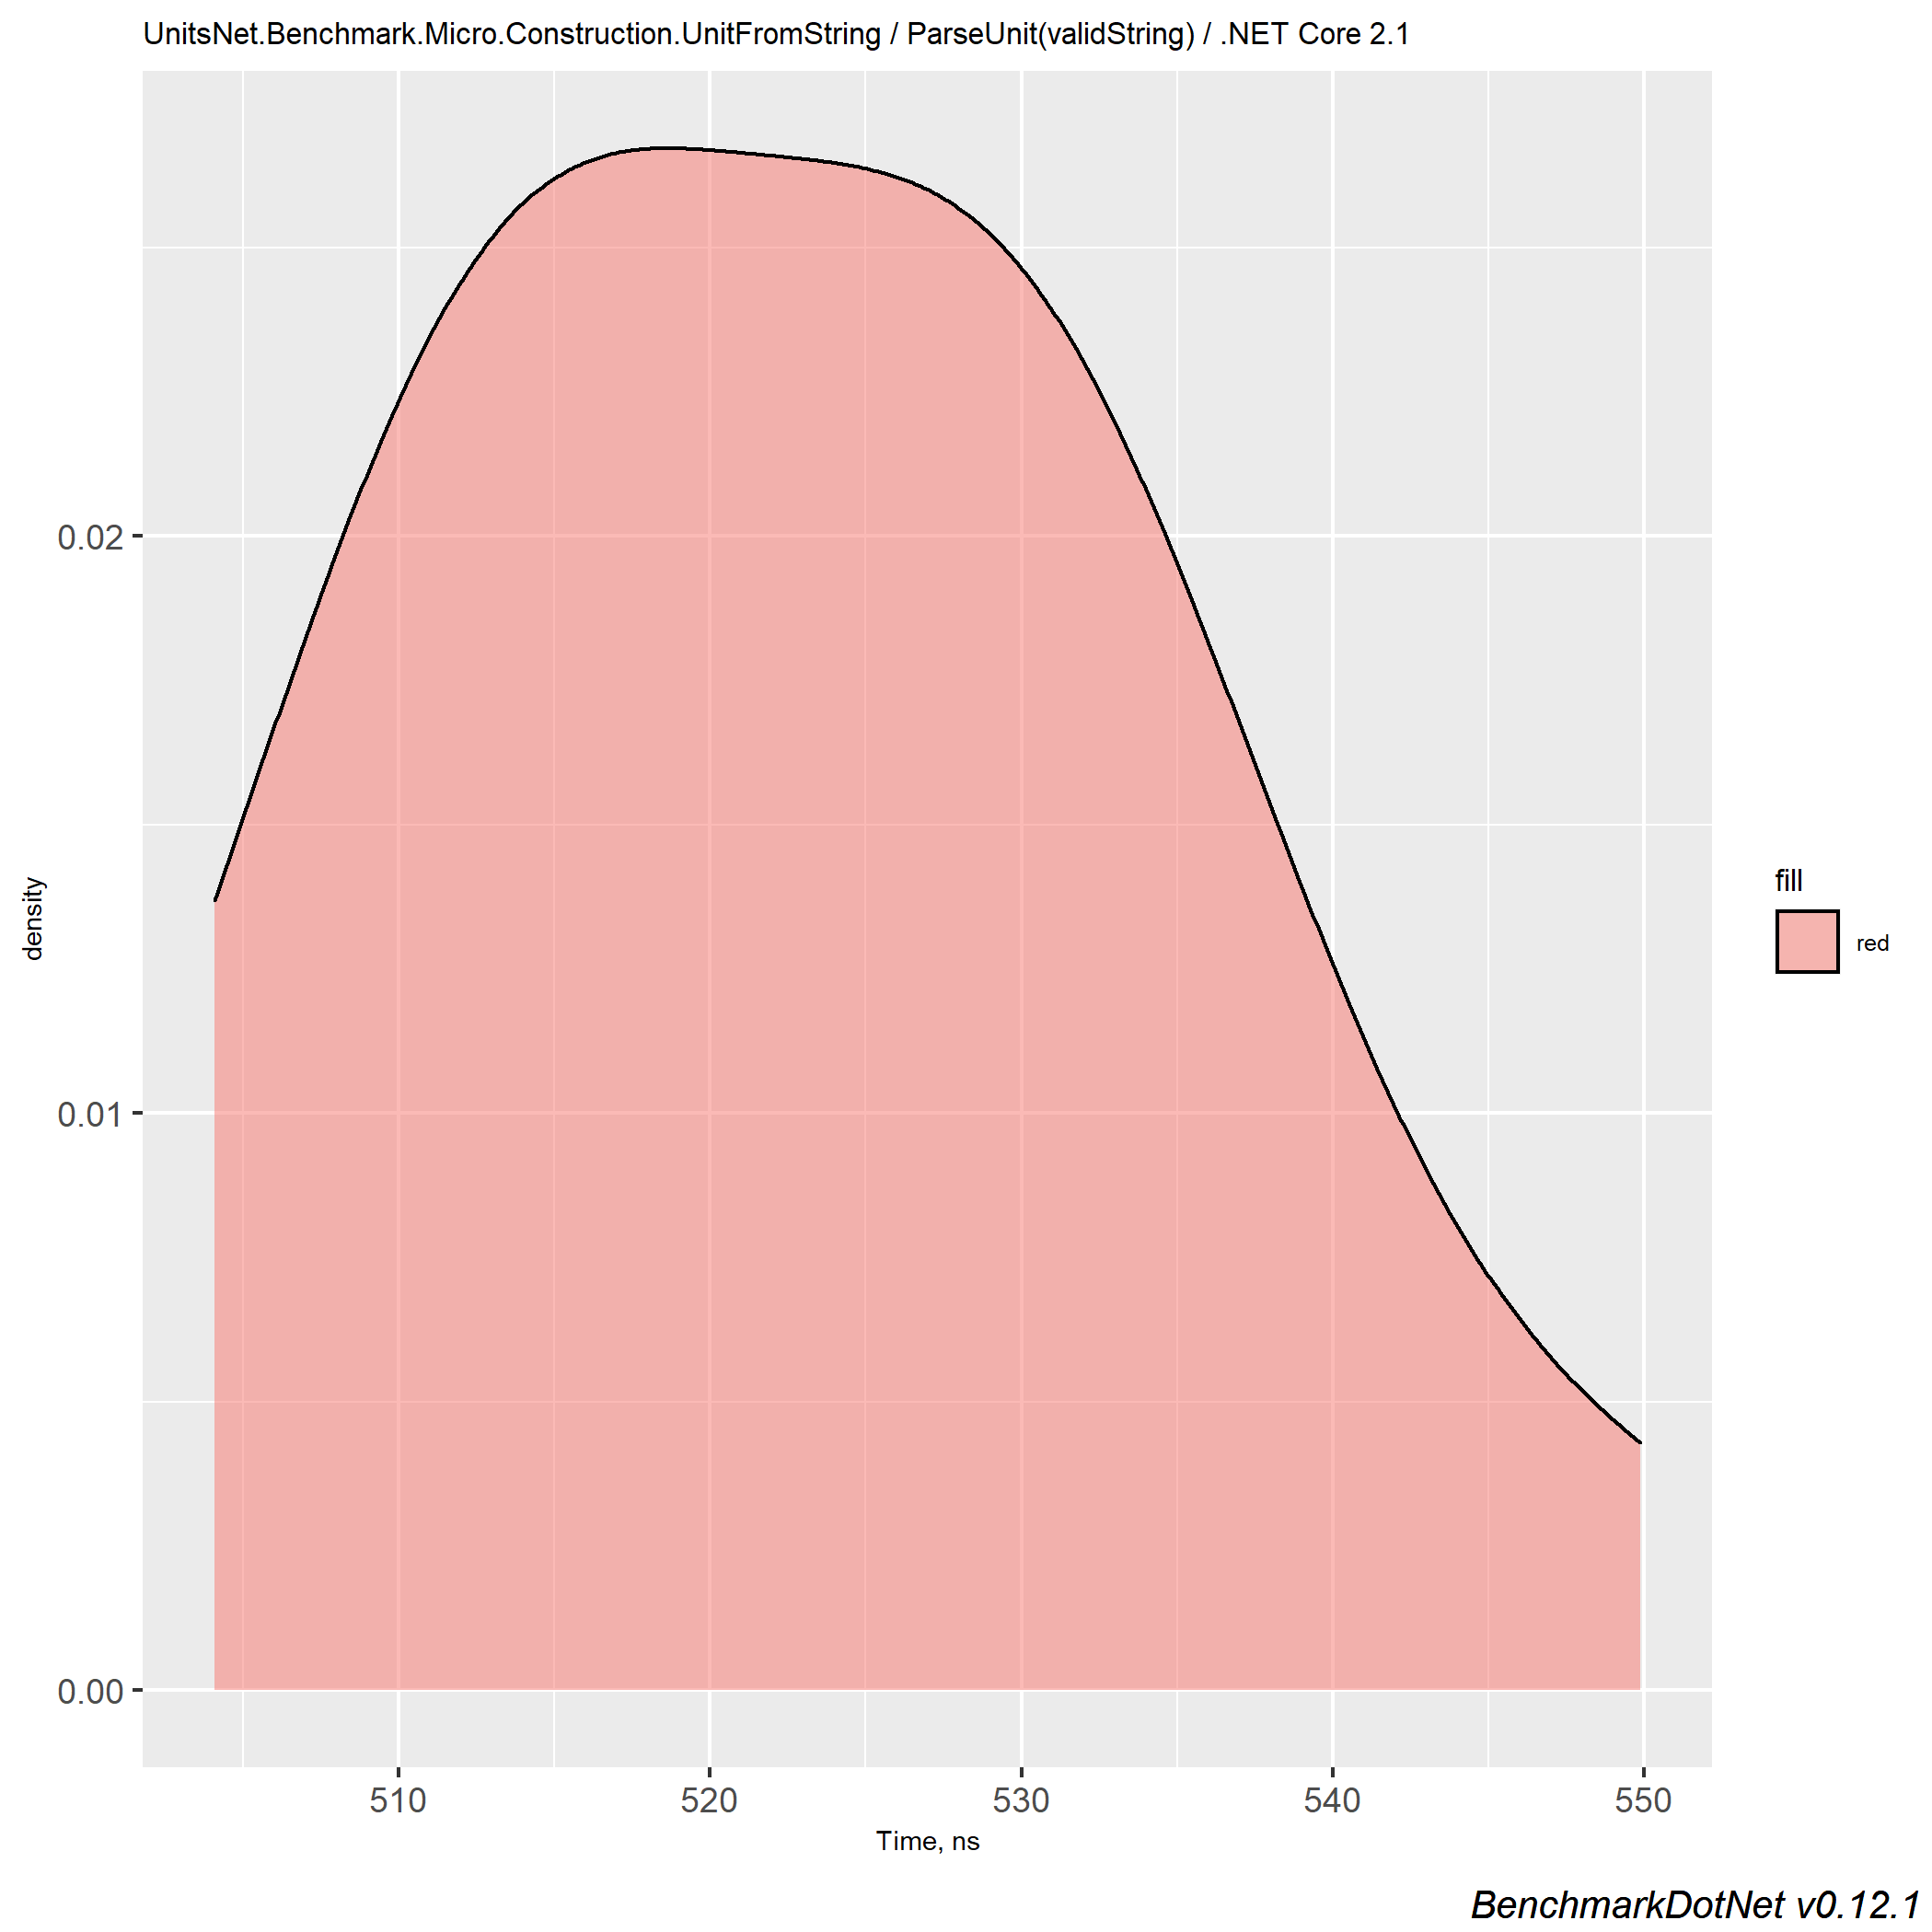 UnitsNet.Benchmark.Micro.Construction.UnitFromString / ParseUnit(validString) / .NET Core 2.1
density
0.02
0.01
0.00
510 520 530 540 550
Time, ns
fill
red
BenchmarkDotNet v0.12.1